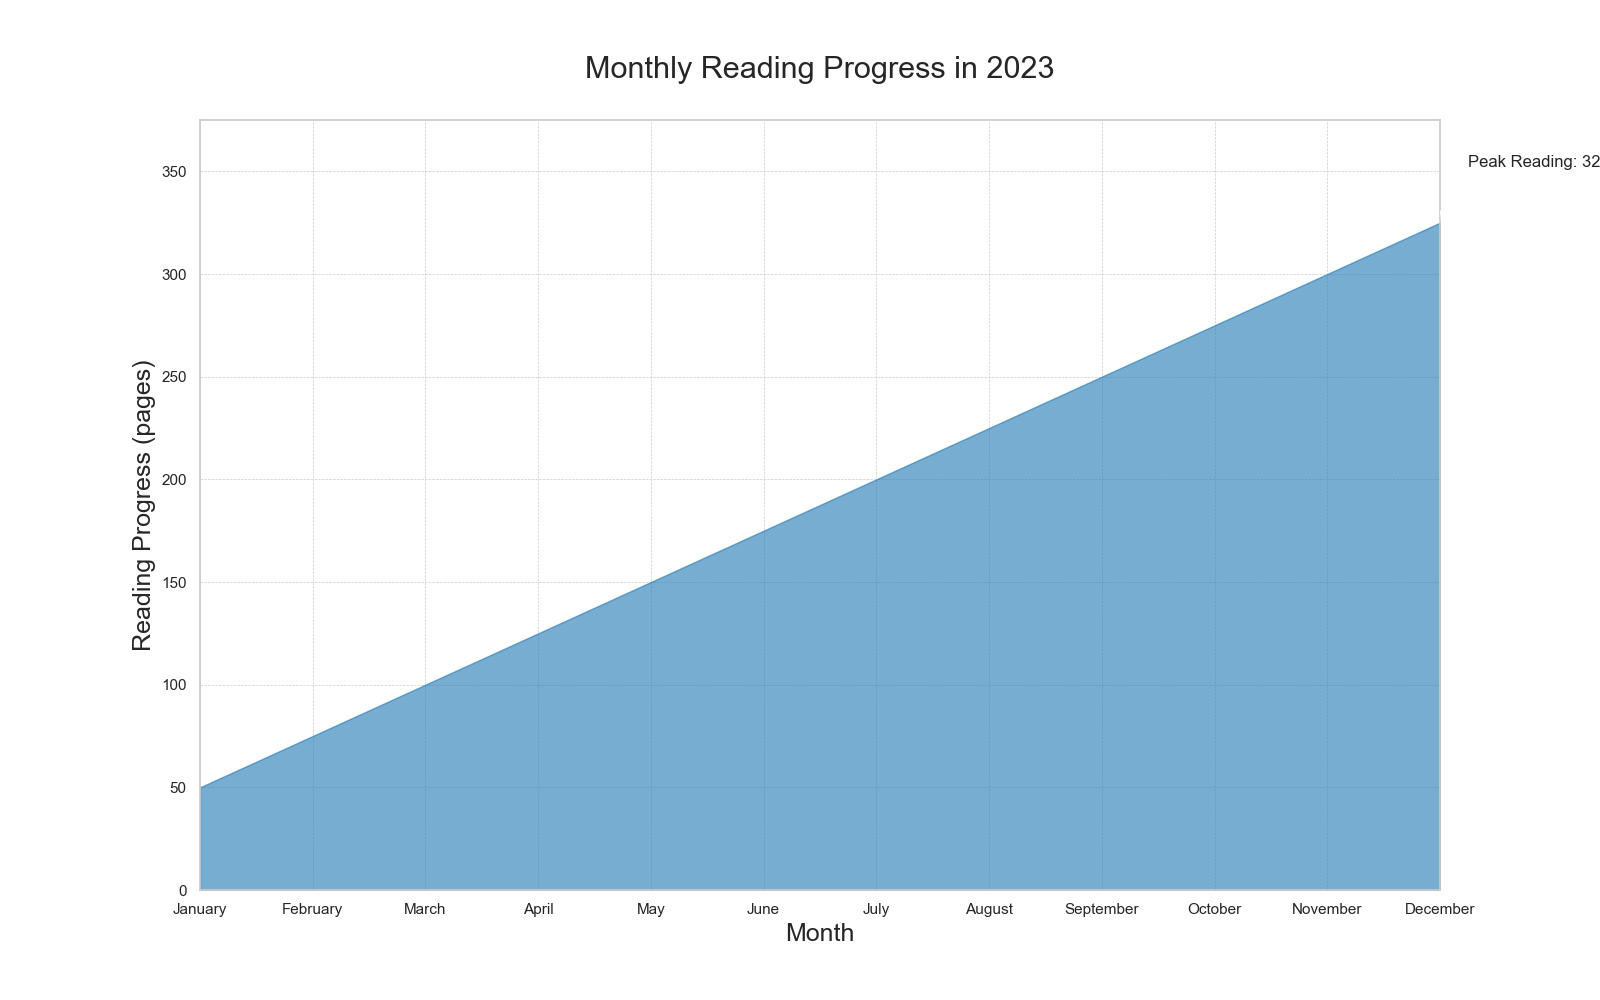 Monthly Reading Progress in 2023
Peak Reading: 32
Reading Progress (pages)
350
300
250
200
150
100
50
0
January February March April May June July August September October November December
Month